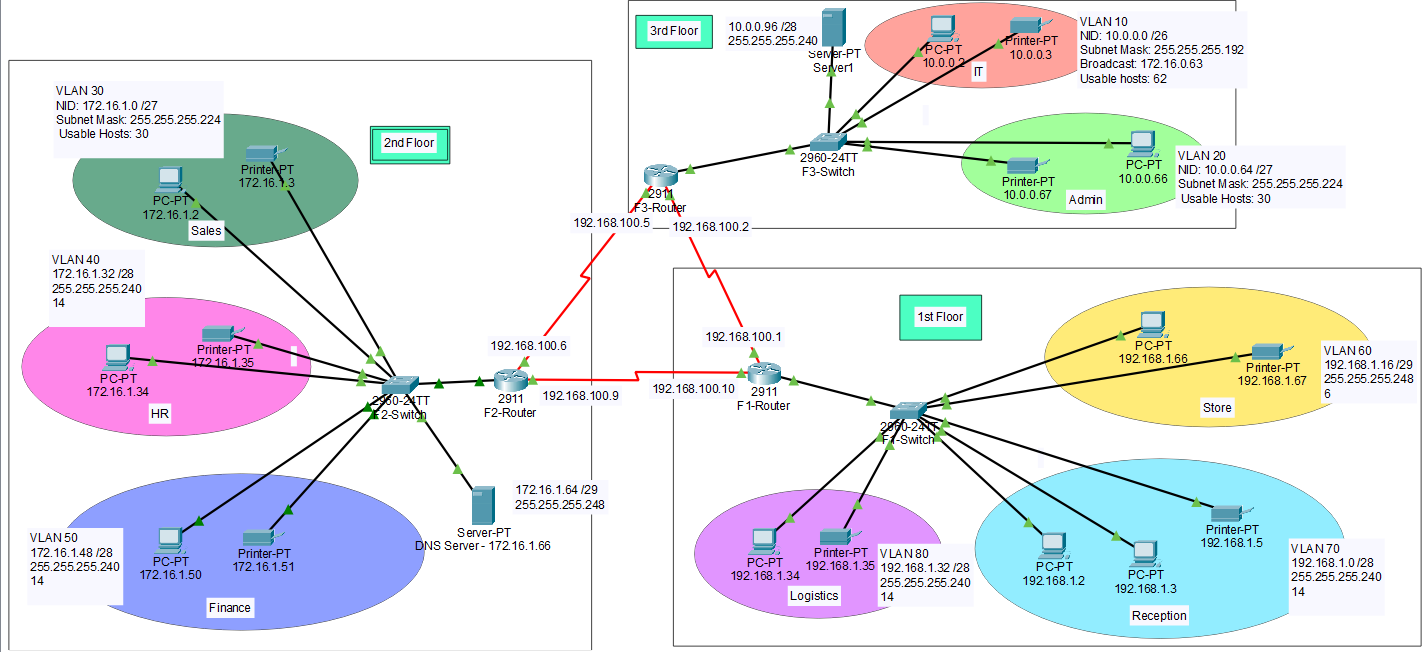 3rd Floor
10.0.0.96 /28
255.255.255.240
Server-PT
Server1
PC-PT
10.0.0.2
Printer-PT
10.0.0.3
IT
VLAN 10
NID: 10.0.0.0 /26
Subnet Mask: 255.255.255.192
Broadcast: 172.16.0.63
Usable hosts: 62
2960-24TT
F3-Switch
2911
F3-Router
PC-PT
10.0.0.66
Printer-PT
10.0.0.67
Admin
VLAN 20
NID: 10.0.0.64 /27
Subnet Mask: 255.255.255.224
Usable Hosts: 30
192.168.100.5
192.168.100.2
VLAN 30
NID: 172.16.1.0 /27
Subnet Mask: 255.255.255.224
Usable Hosts: 30
2nd Floor
Printer-PT
172.16.1.3
PC-PT
172.16.1.2
Sales
VLAN 40
172.16.1.32 /28
255.255.255.240
14
Printer-PT
172.16.1.35
PC-PT
172.16.1.34
HR
2960-24TT
F2-Switch
192.168.100.6
2911
F2-Router
192.168.100.9
VLAN 50
172.16.1.48 /28
255.255.255.240
14
PC-PT
172.16.1.50
Printer-PT
172.16.1.51
Finance
172.16.1.64 /29
255.255.255.248
Server-PT
DNS Server - 172.16.1.66
1st Floor
192.168.100.1
192.168.100.10
2911
F1-Router
2960-24TT
F1-Switch
PC-PT
192.168.1.66
Printer-PT
192.168.1.67
Store
VLAN 60
192.168.1.16 /29
255.255.255.248
6
PC-PT
192.168.1.34
Printer-PT
192.168.1.35
Logistics
VLAN 80
192.168.1.32 /28
255.255.255.240
14
Printer-PT
192.168.1.5
PC-PT
192.168.1.2
PC-PT
192.168.1.3
Reception
VLAN 70
192.168.1.0 /28
255.255.255.240
14